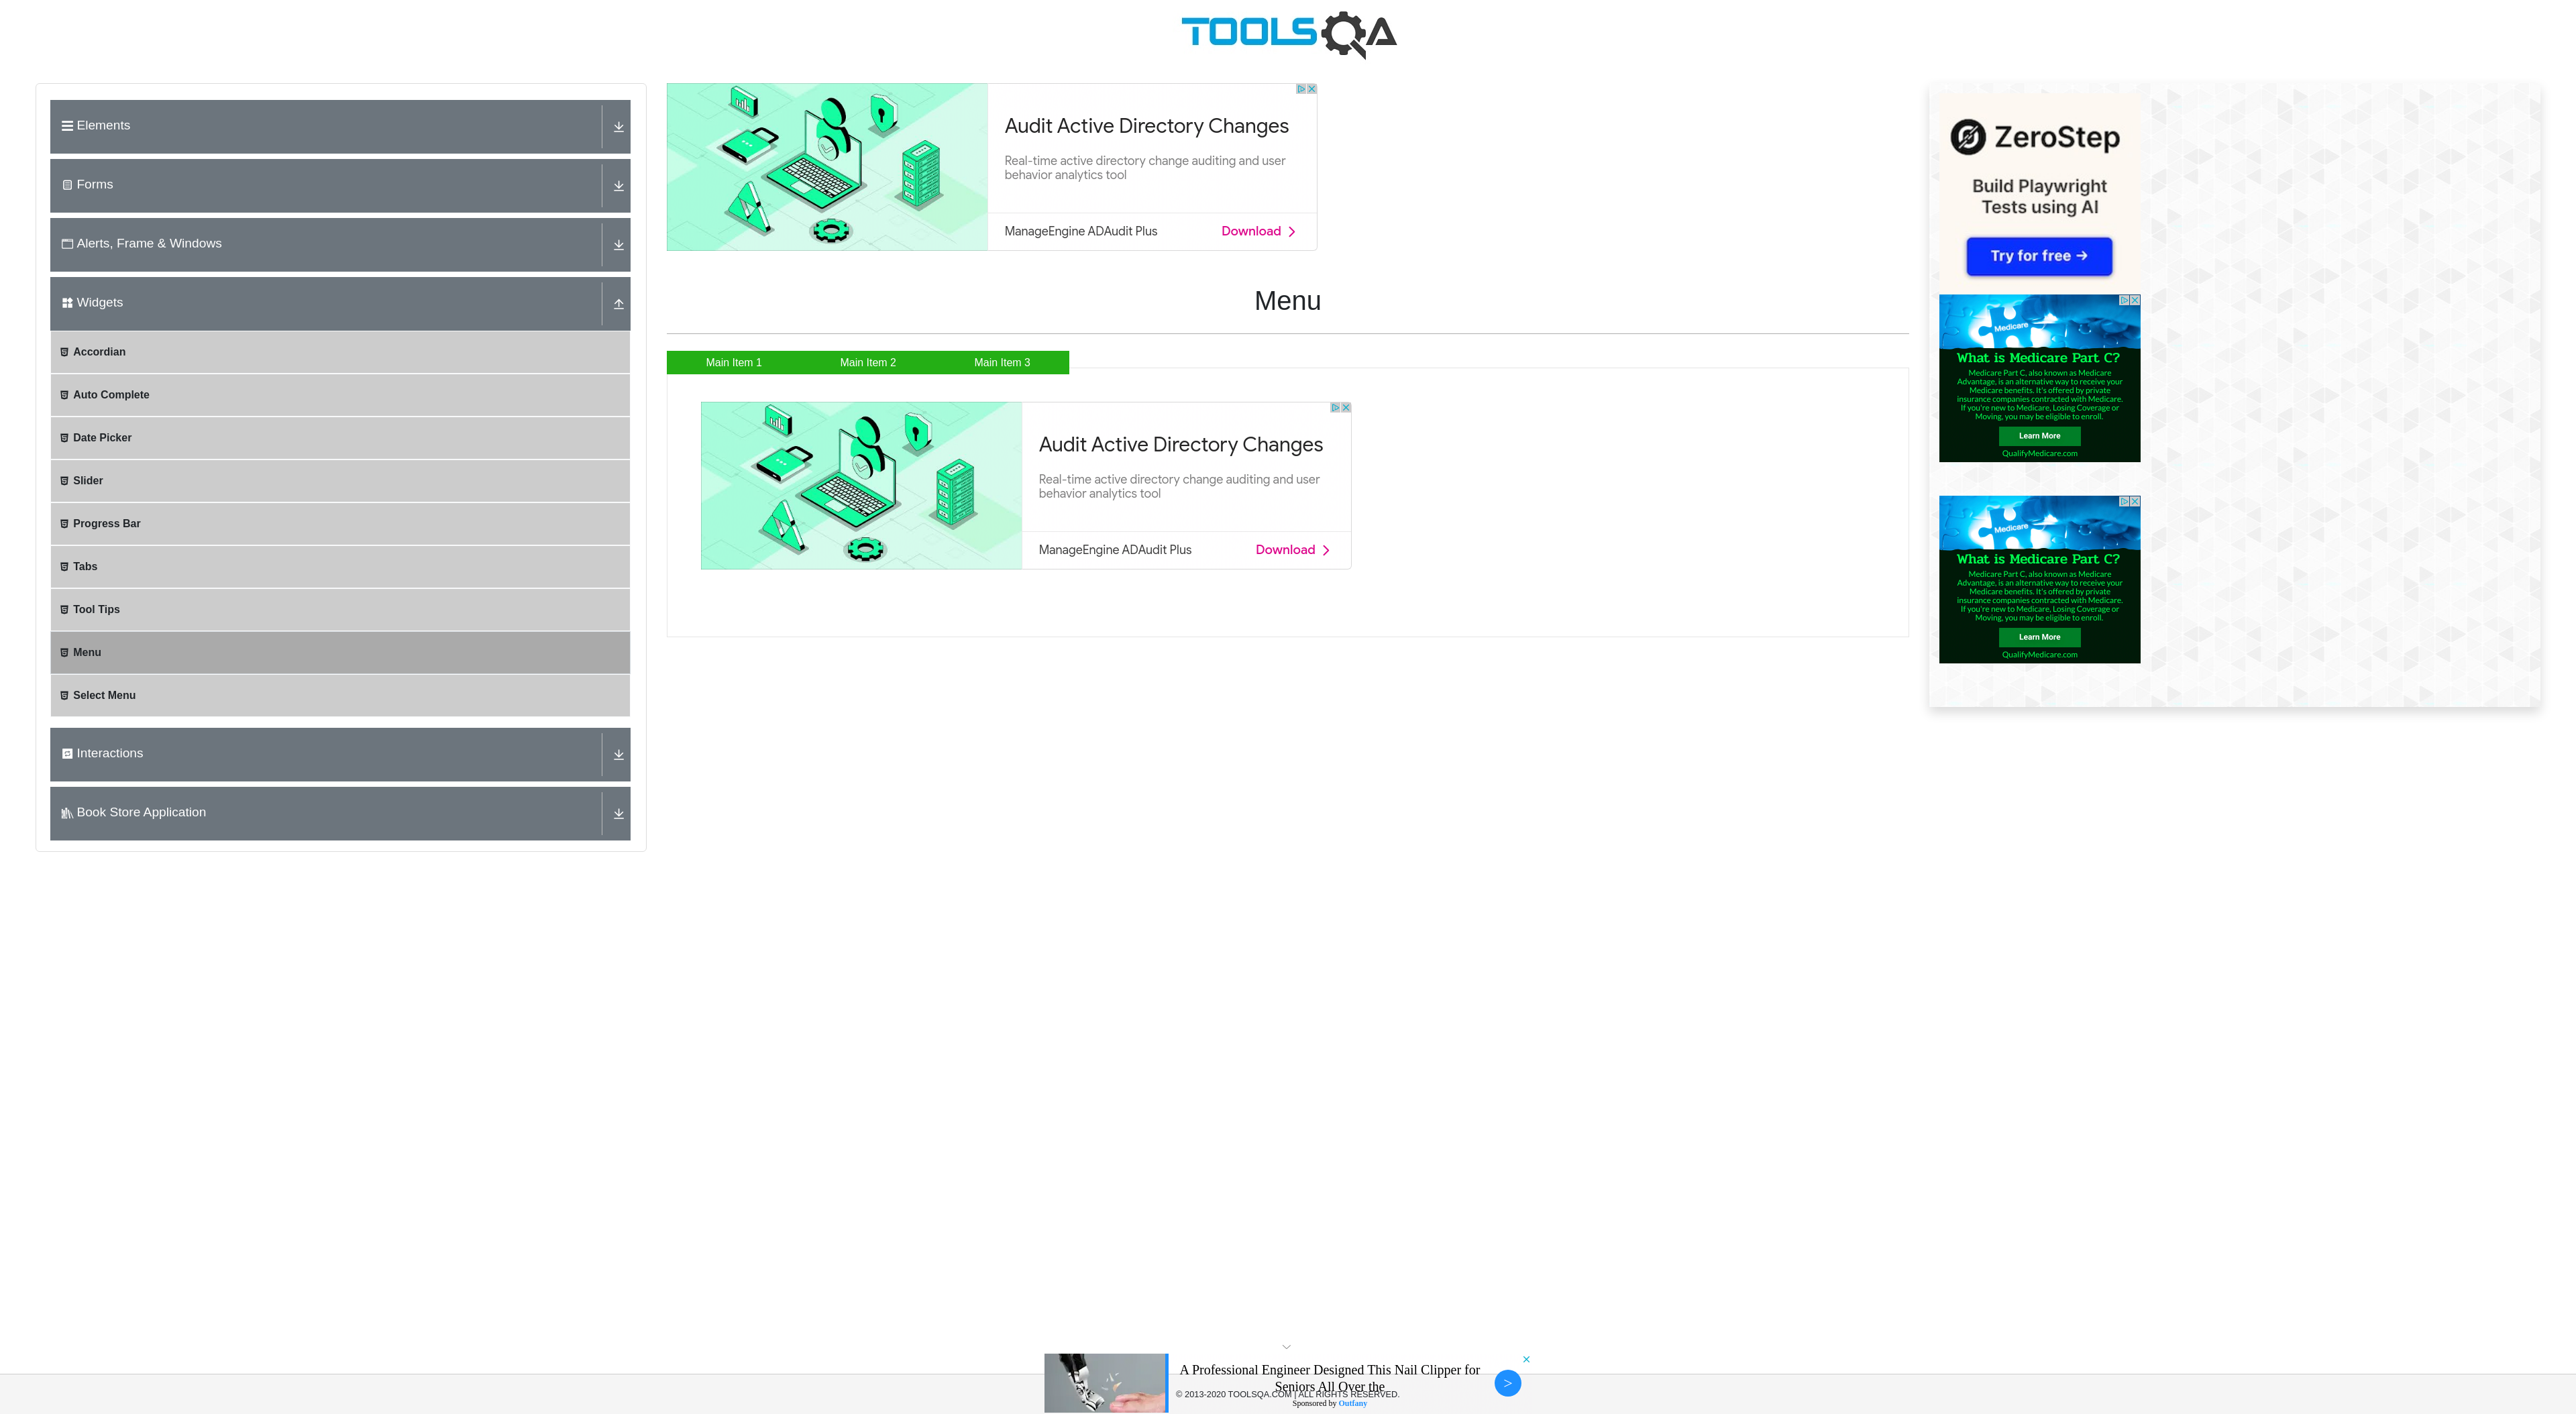 TOOLSQA
Elements
Forms
Alerts, Frame & Windows
Widgets
Accordian
Auto Complete
Date Picker
Slider
Progress Bar
Tabs
Tool Tips
Menu
Select Menu
Interactions
Book Store Application
Audit Active Directory Changes
Real-time active directory change auditing and user
behavior analytics tool
ManageEngine ADAudit Plus
Download
Menu
Main Item 1
Main Item 2
Main Item 3
Audit Active Directory Changes
Real-time active directory change auditing and user
behavior analytics tool
ManageEngine ADAudit Plus
Download
ZeroStep
Build Playwright
Tests using AI
Try for free →
Medicare
What is Medicare Part C?
Medicare Part C, also known as Medicare
Advantage, is an alternative way to receive your
Medicare benefits. It's offered by private
insurance companies contracted with Medicare.
If you're new to Medicare, Losing Coverage or
Moving, you may be eligible to enroll.
Learn More
QualifyMedicare.com
Medicare
What is Medicare Part C?
Medicare Part C, also known as Medicare
Advantage, is an alternative way to receive your
Medicare benefits. It's offered by private
insurance companies contracted with Medicare.
If you're new to Medicare, Losing Coverage or
Moving, you may be eligible to enroll.
Learn More
QualifyMedicare.com
A Professional Engineer Designed This Nail Clipper for
Seniors All Over the
© 2013-2020 TOOLSQA.COM | ALL RIGHTS RESERVED.
Sponsored by Outfany